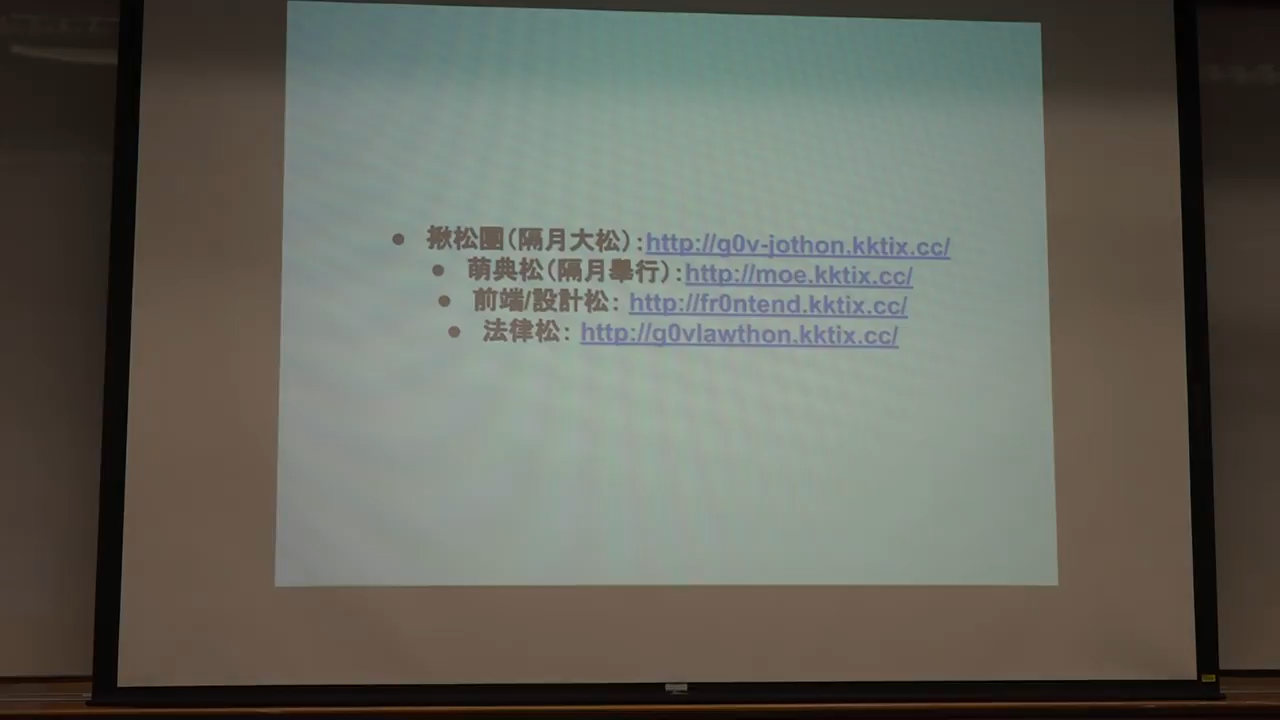 ● 揪松團(隔月大松):http://g0v-jothon.kktix.cc/
● 萌典松(隔月舉行):http://moe.kktix.cc/
● 前端/設計松: http://fr0ntend.kktix.cc/
● 法律松: http://g0vlawthon.kktix.cc/